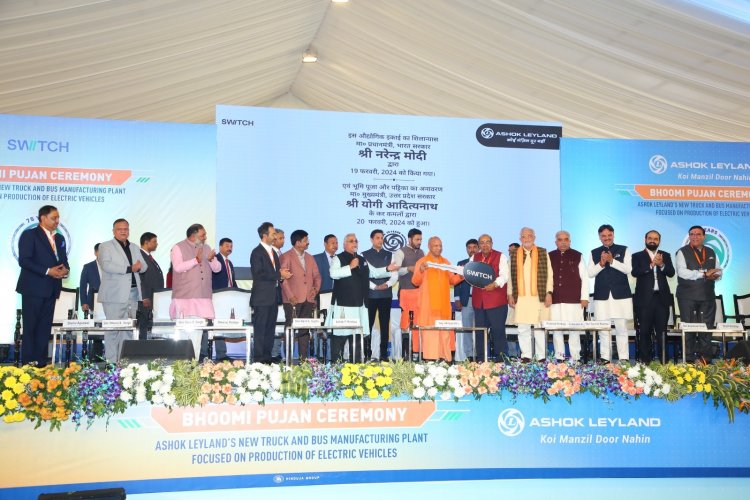 SWITCH
MI PUJAN CEREMONY
NEW TRUCK AND BUS MANUFACTURING PLANT
ON PRODUCTION OF ELECTRIC VEHICLES
SWITCH
ASHOK LEYLAND
कोई मंज़िल दूर नहीं
इस औद्योगिक इकाई का शिलान्यास
मा० प्रधानमंत्री, भारत सरकार
श्री नरेन्द्र मोदी
द्वारा
19 फरवरी, 2024 को किया गया।
एवं भूमि पूजा और पट्टिका का अनावरण
मा० मुख्यमंत्री, उत्तर प्रदेश सरकार
श्री योगी आदित्यनाथ
के कर कमलों द्वारा
20 फरवरी, 2024 को हुआ।
ASHOK LEYLAND
Koi Manzil Door Nahin
BHOOMI PUJAN CEREMONY
ASHOK LEYLAND'S NEW TRUCK AND BUS MANUFACTURING PLANT
FOCUSED ON PRODUCTION OF ELECTRIC VEHICLES
SWITCH
BHOOMI PUJAN CEREMONY
ASHOK LEYLAND'S NEW TRUCK AND BUS MANUFACTURING PLANT
FOCUSED ON PRODUCTION OF ELECTRIC VEHICLES
ASHOK LEYLAND
Koi Manzil Door Nahin
HINDUJA GROUP